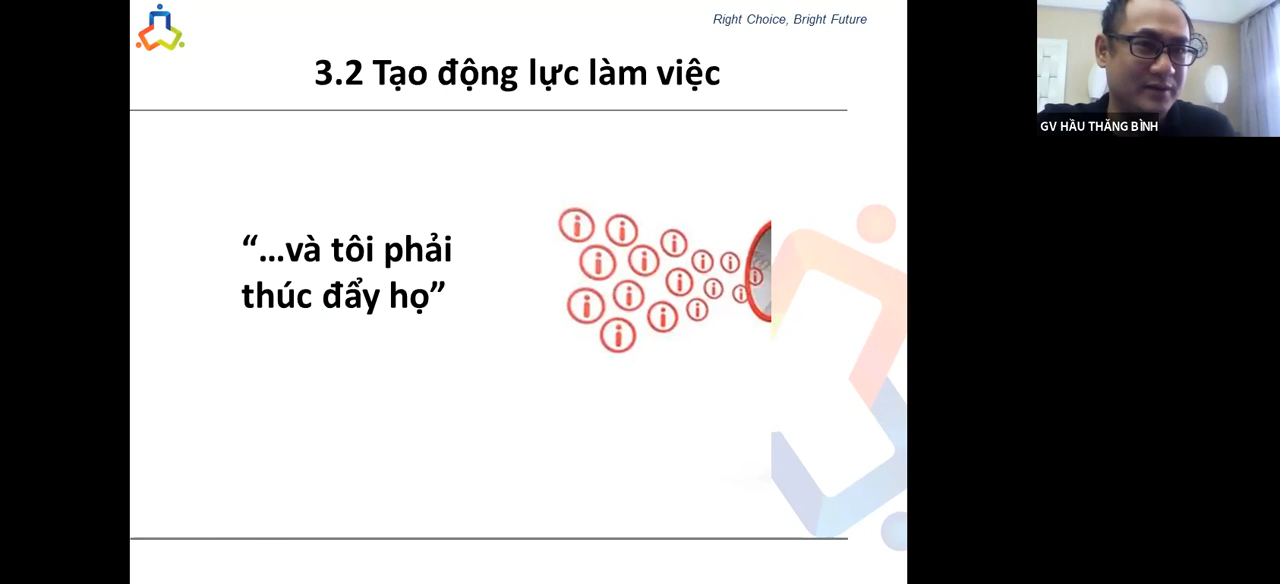 Right Choice, Bright Future
3.2 Tạo động lực làm việc
“...và tôi phải
thúc đẩy họ”
GV HẦU THĂNG BÌNH